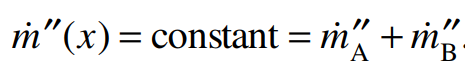 ṁ″(x) = constant = ṁ″_A + ṁ″_B.